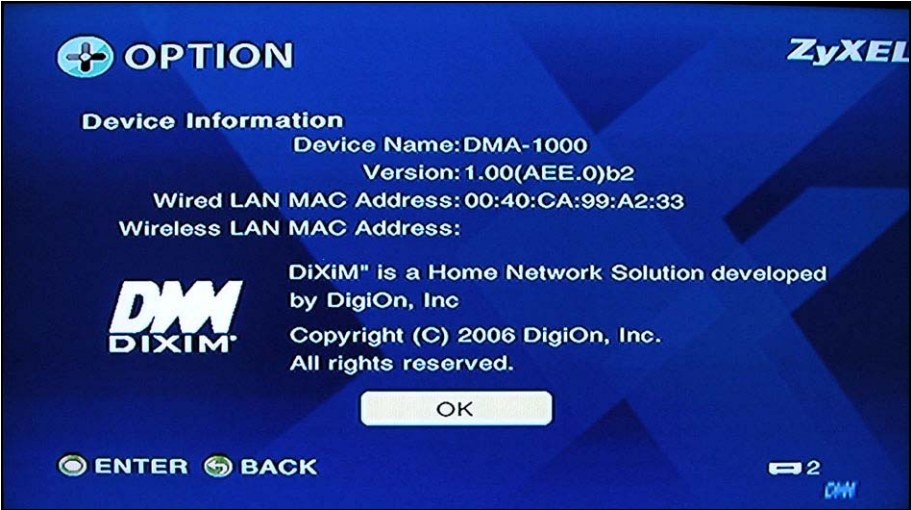 OPTION
ZyXEL
Device Information
Device Name:DMA-1000
Version:1.00(AEE.0)b2
Wired LAN MAC Address:00:40:CA:99:A2:33
Wireless LAN MAC Address:
DiXiM" is a Home Network Solution developed
by DigiOn, Inc
DMM
DIXIM
Copyright (C) 2006 DigiOn, Inc.
All rights reserved.
OK
ENTER BACK
2